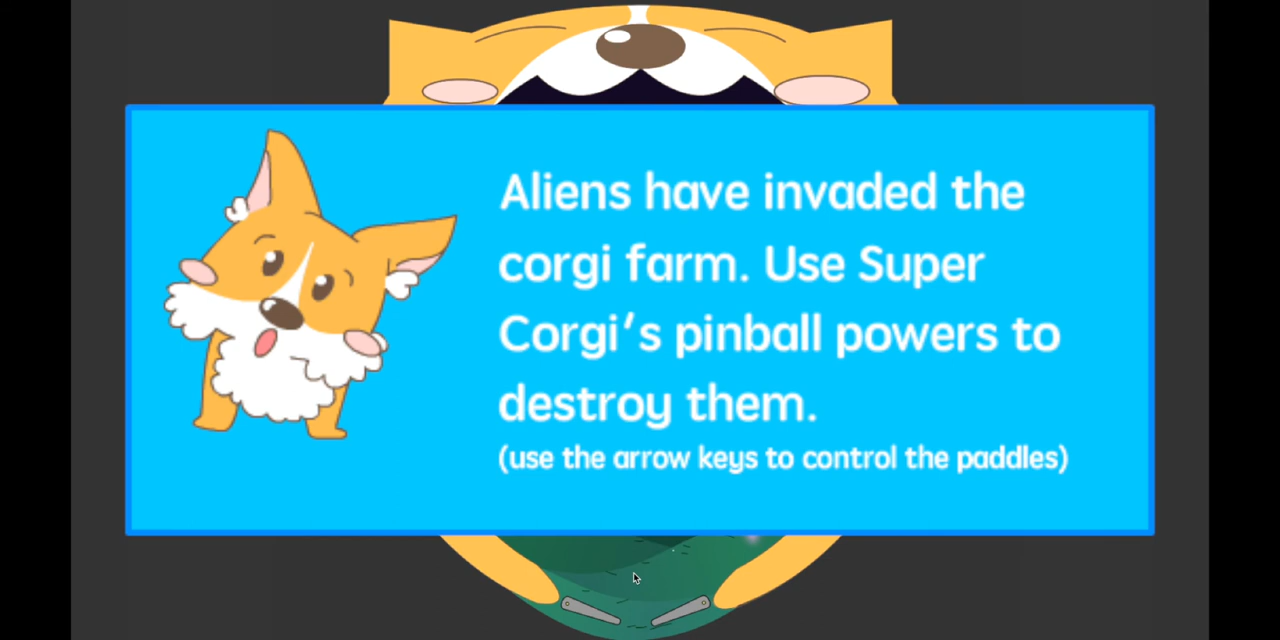 Aliens have invaded the
corgi farm. Use Super
Corgi's pinball powers to
destroy them.
(use the arrow keys to control the paddles)